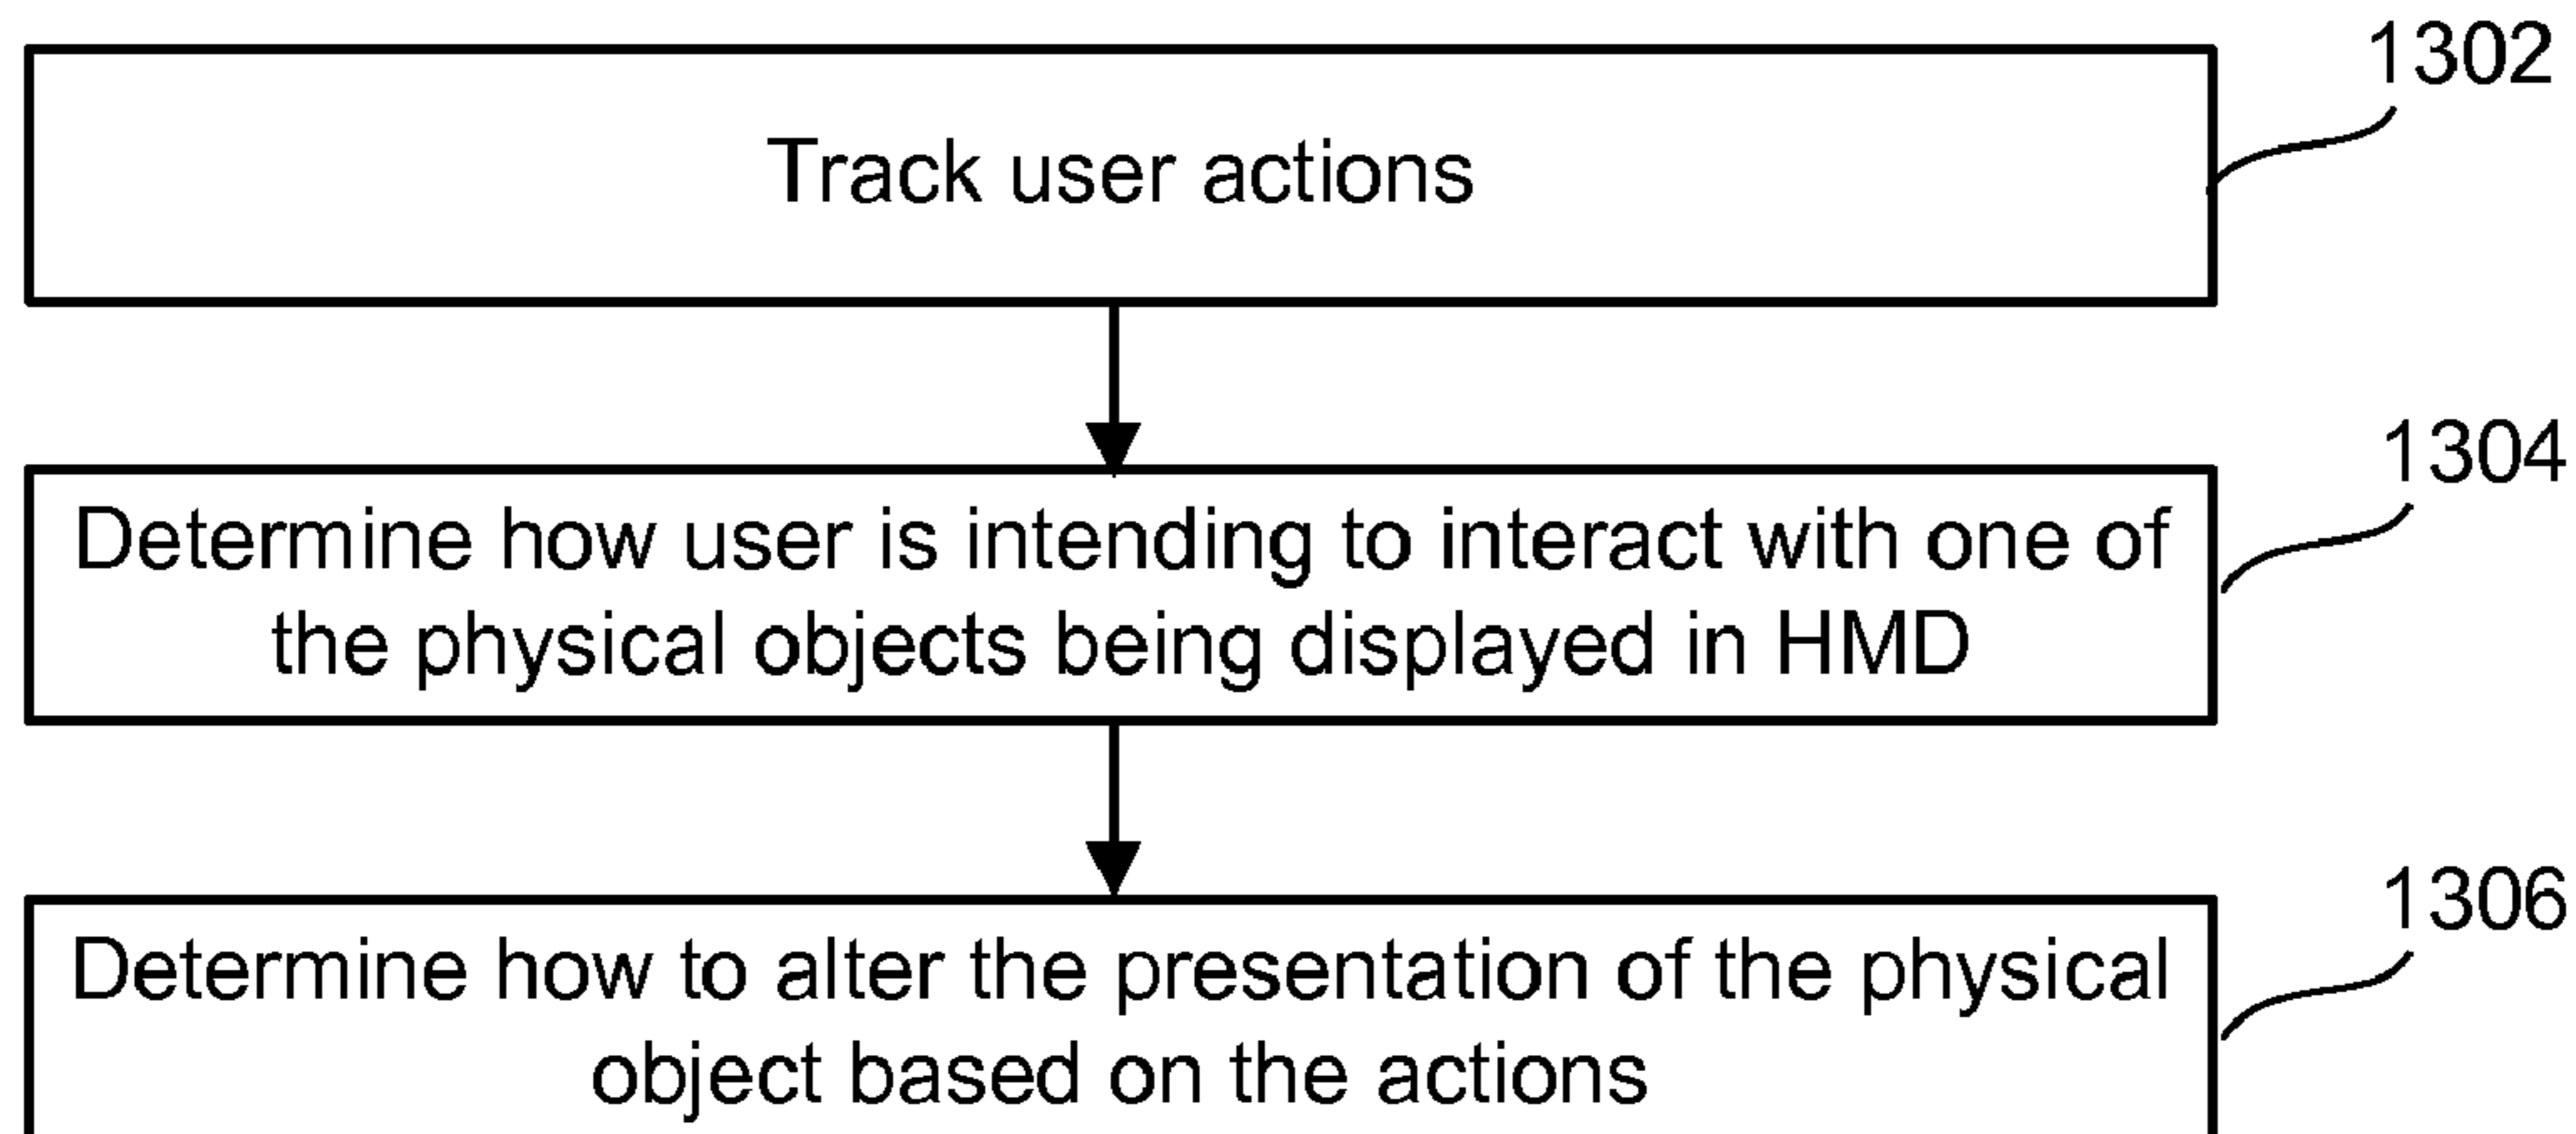 1302
Track user actions
1304
Determine how user is intending to interact with one of
the physical objects being displayed in HMD
1306
Determine how to alter the presentation of the physical
object based on the actions